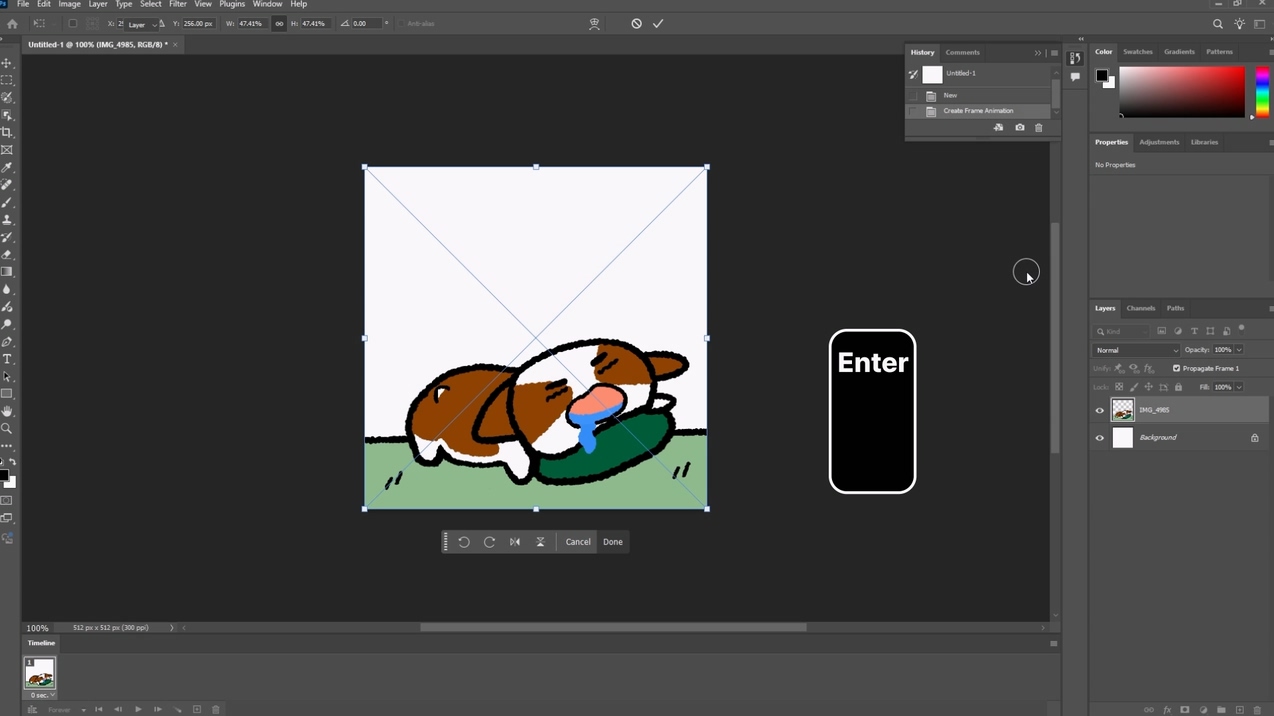 Ps File Edit Image Layer Type Select Filter View Plugins Window Help
Layer Y: 256.00 px W: 47.41% H: 47.41% 0.00 ° Anti-alias
Untitled-1 @ 100% (IMG_4985, RGB/8) * ×
History Comments
Untitled-1
New
Create Frame Animation
Color Swatches Gradients Patterns
Properties Adjustments Libraries
No Properties
Enter
Layers Channels Paths
Kind
Normal Opacity: 100%
Unify: Propagate Frame 1
Lock: Fill: 100%
IMG_4985
Background
Cancel Done
100% 512 px x 512 px (300 ppi)
Timeline
1
0 sec.
Forever